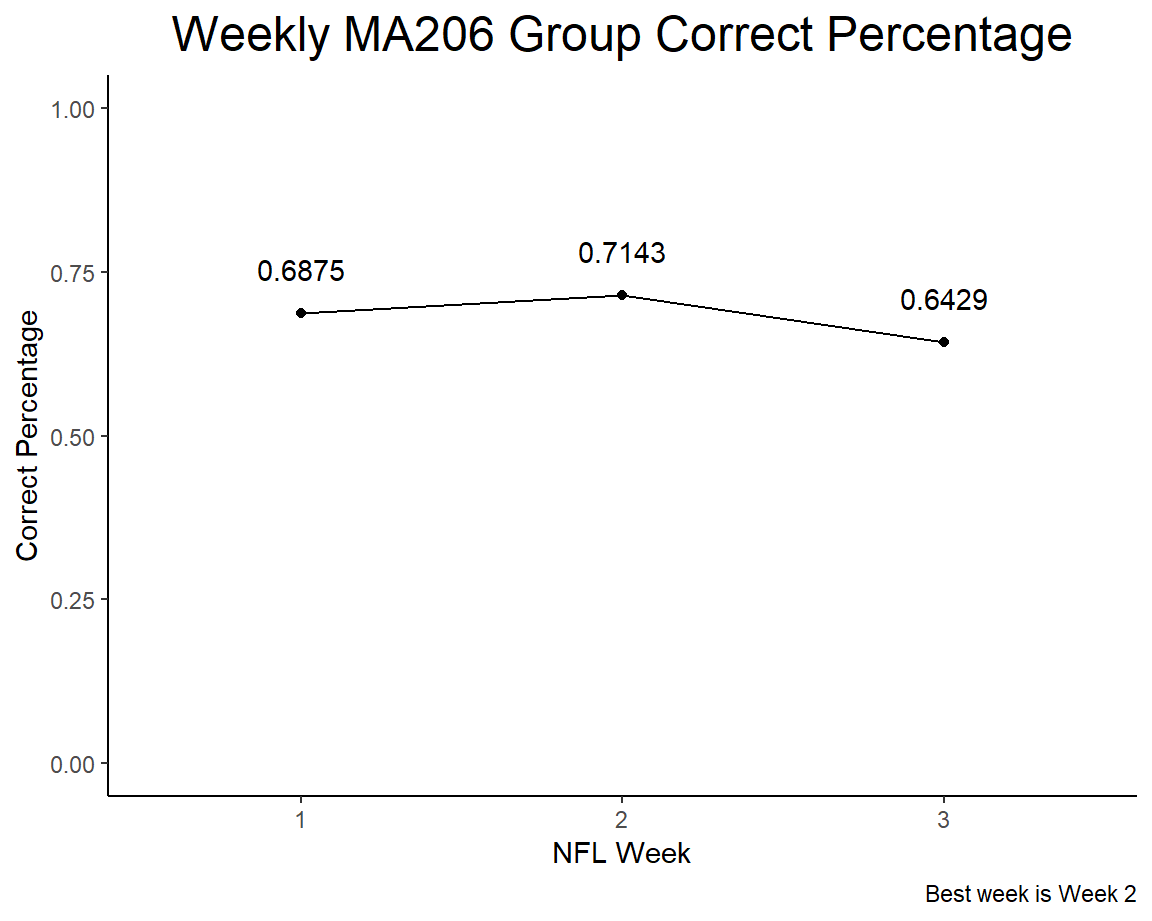 Weekly MA206 Group Correct Percentage
1.00
0.75
0.50
0.25
0.00
Correct Percentage
0.6875
0.7143
0.6429
1
2
3
NFL Week
Best week is Week 2